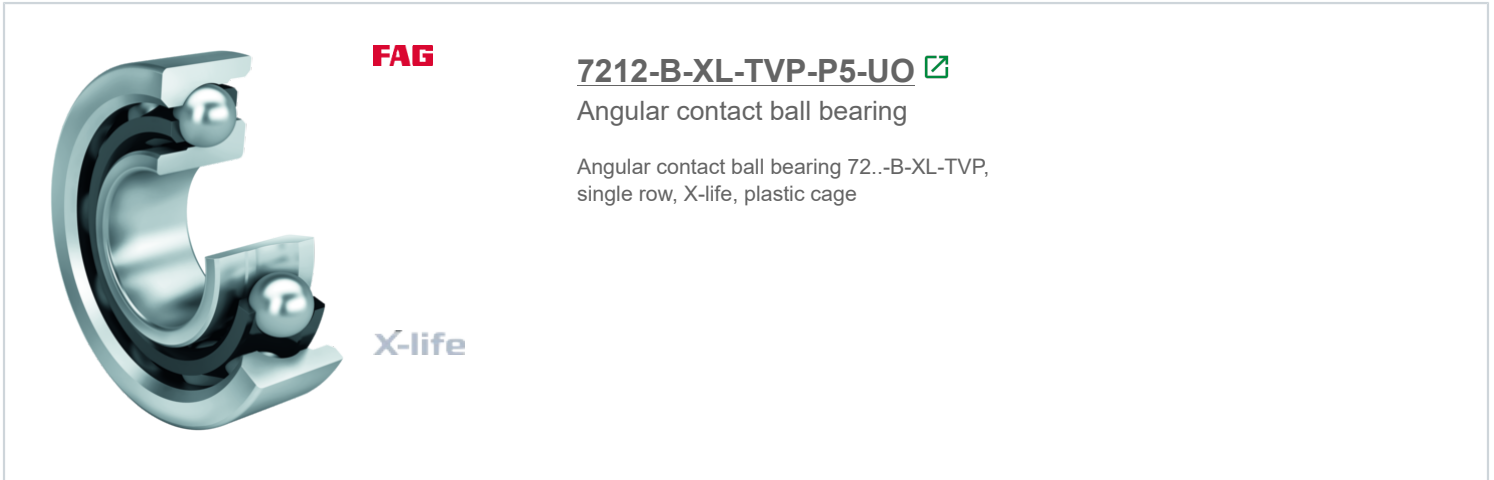 FAG
7212-B-XL-TVP-P5-UO
Angular contact ball bearing
Angular contact ball bearing 72..-B-XL-TVP,
single row, X-life, plastic cage
X-life